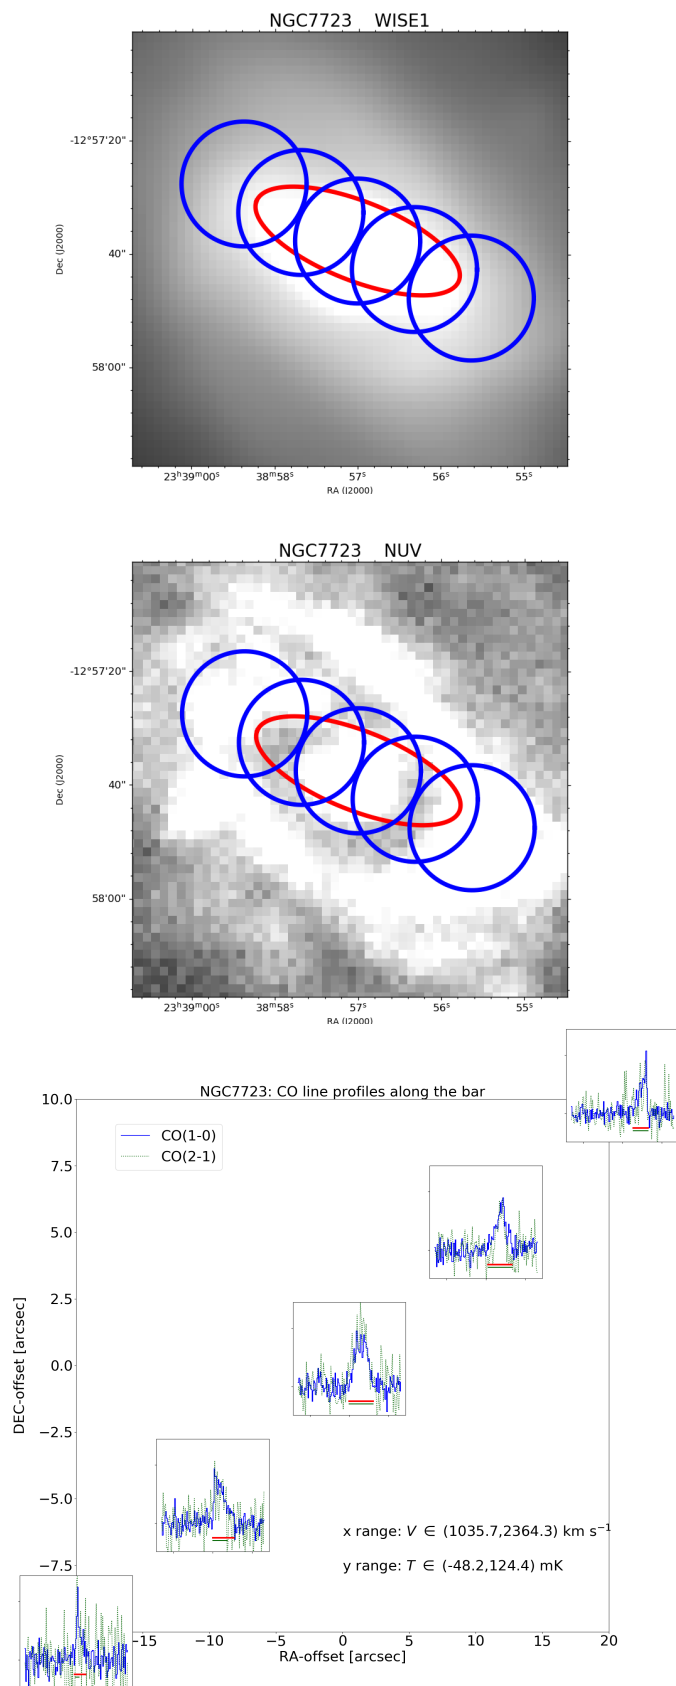 NGC7723 WISE1
-12°57'20"
40"
58'00"
Dec (J2000)
23ʰ39ᵐ00ˢ 38ᵐ58ˢ 57ˢ 56ˢ 55ˢ
RA (J2000)
NGC7723 NUV
-12°57'20"
40"
58'00"
Dec (J2000)
23ʰ39ᵐ00ˢ 38ᵐ58ˢ 57ˢ 56ˢ 55ˢ
RA (J2000)
NGC7723: CO line profiles along the bar
10.0
CO(1-0)
CO(2-1)
7.5
5.0
2.5
0.0
−2.5
−5.0
−7.5
DEC-offset [arcsec]
x range: V ∈ (1035.7,2364.3) km s⁻¹
y range: T ∈ (-48.2,124.4) mK
−15 −10 −5 0 5 10 15 20
RA-offset [arcsec]